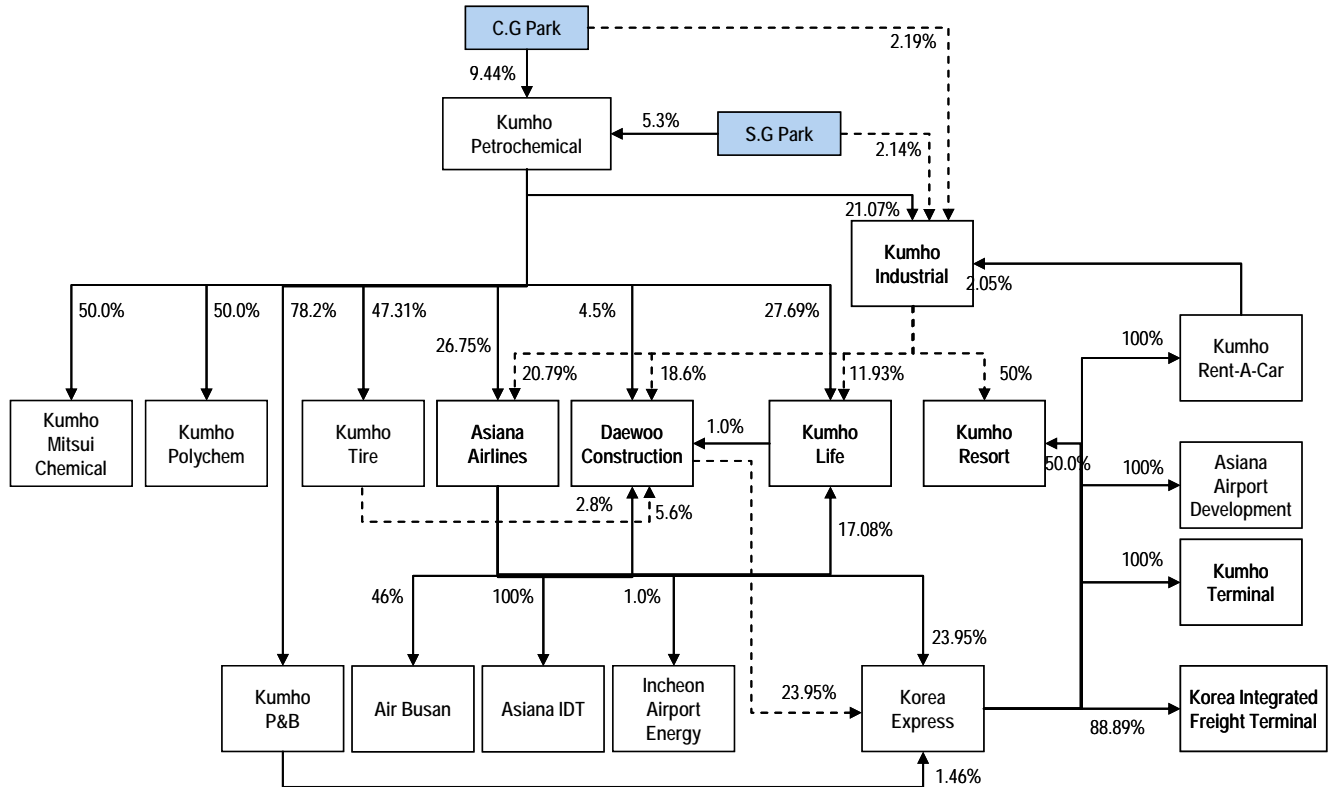 C.G Park
2.19%
9.44%
Kumho
Petrochemical
5.3%
S.G Park
2.14%
21.07%
Kumho
Industrial
2.05%
50.0%
50.0%
78.2%
47.31%
26.75%
4.5%
27.69%
20.79%
18.6%
11.93%
50%
100%
Kumho
Rent-A-Car
Kumho
Mitsui
Chemical
Kumho
Polychem
Kumho
Tire
Asiana
Airlines
Daewoo
Construction
1.0%
Kumho
Life
Kumho
Resort
50.0%
100%
Asiana
Airport
Development
2.8%
5.6%
17.08%
100%
Kumho
Terminal
46%
100%
1.0%
23.95%
Kumho
P&B
Air Busan
Asiana IDT
Incheon
Airport
Energy
23.95%
Korea
Express
88.89%
Korea Integrated
Freight Terminal
1.46%